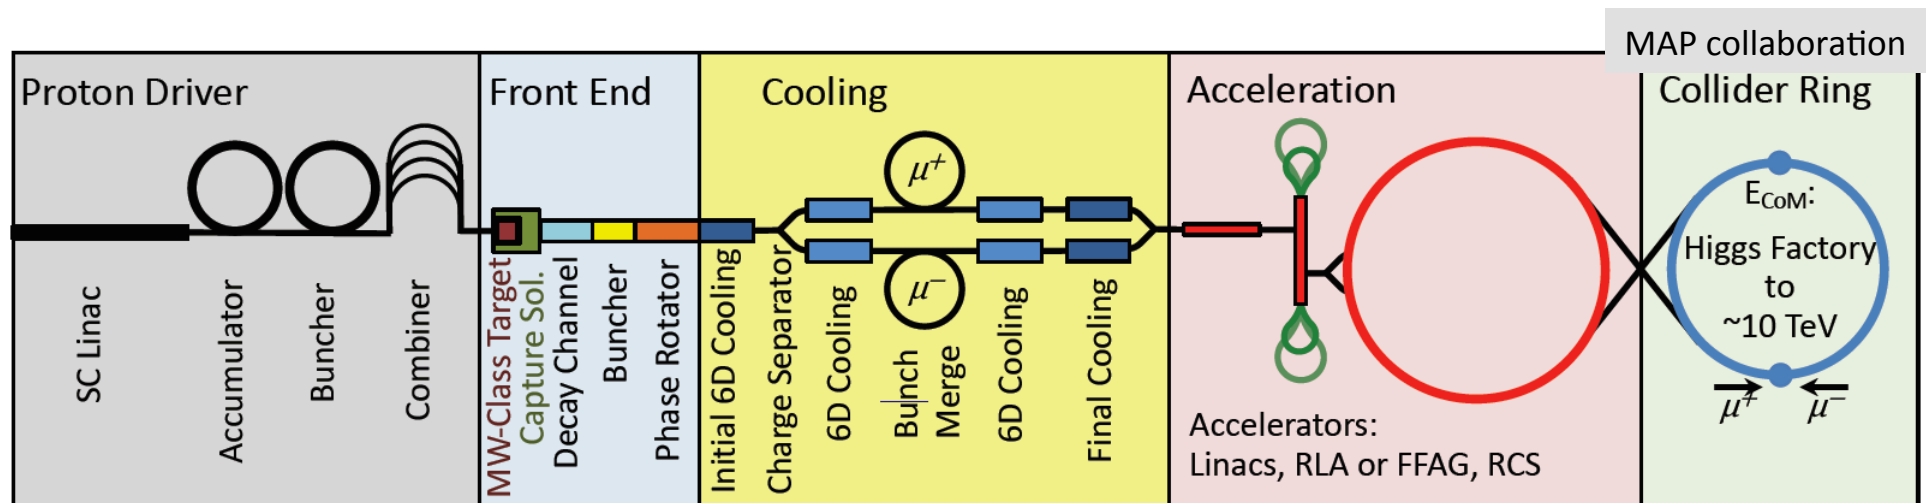 MAP collaboration
Proton Driver
Front End
Cooling
Acceleration
Collider Ring
SC Linac
Accumulator
Buncher
Combiner
MW-Class Target
Capture Sol.
Decay Channel
Buncher
Phase Rotator
Initial 6D Cooling
Charge Separator
6D Cooling
μ+
μ−
Bunch
Merge
6D Cooling
Final Cooling
Accelerators:
Linacs, RLA or FFAG, RCS
ECoM:
Higgs Factory
to
~10 TeV
μ+
μ−